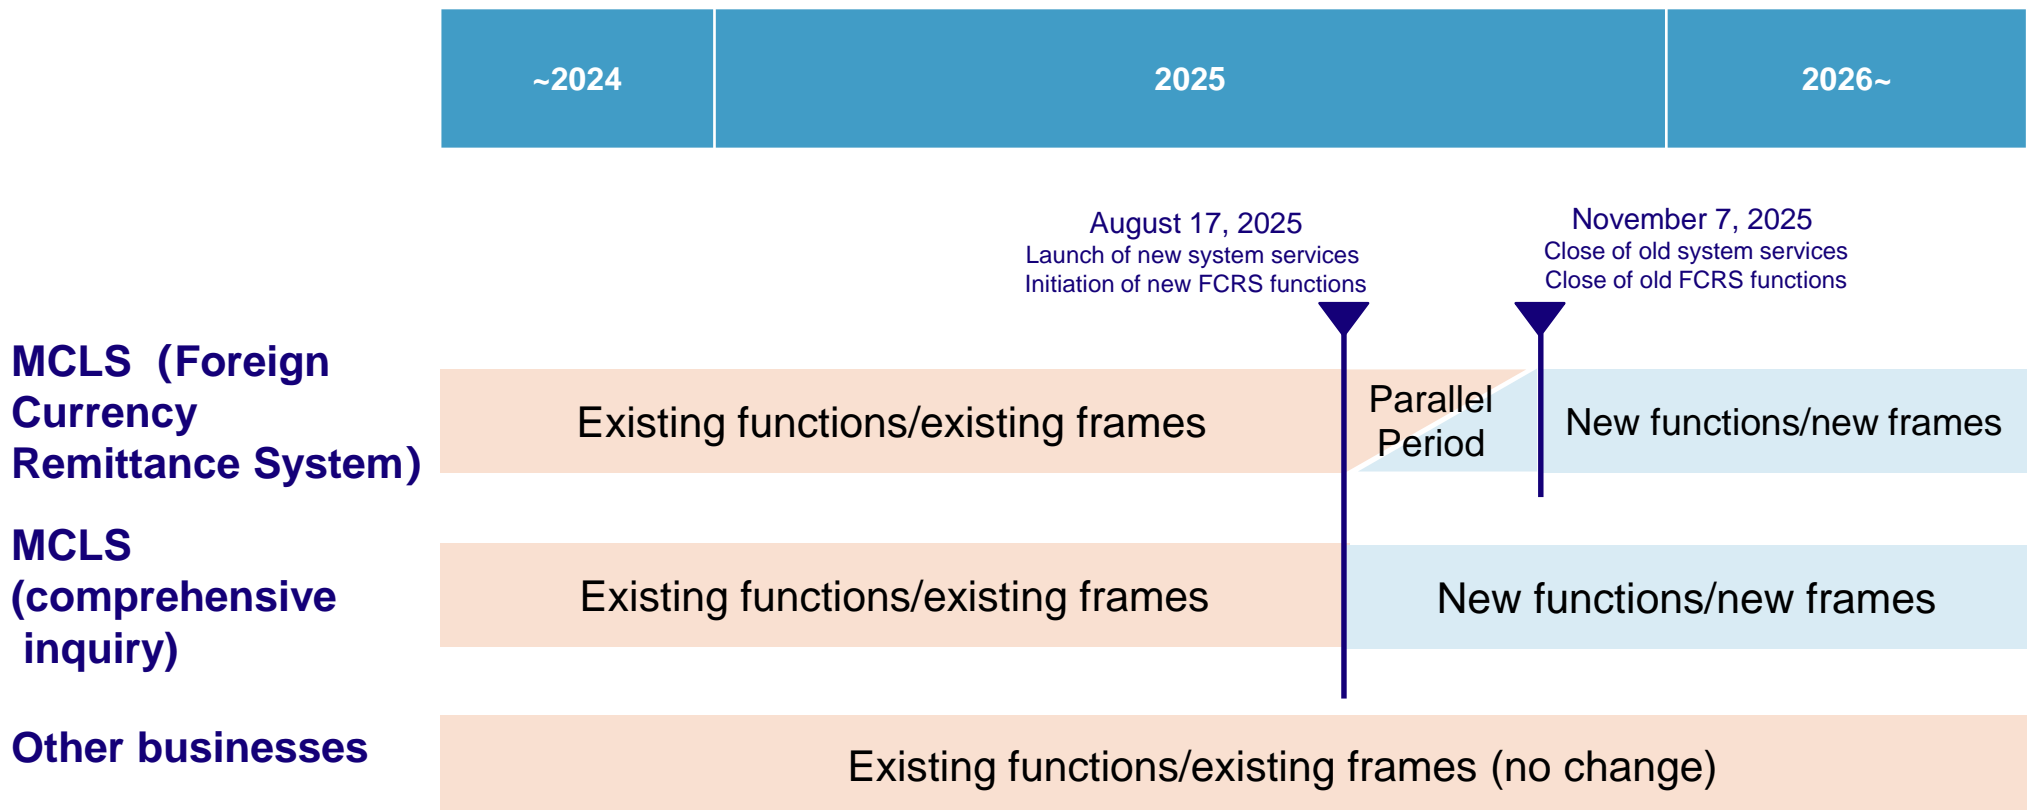 ~2024
2025
2026~
August 17, 2025
Launch of new system services
Initiation of new FCRS functions
November 7, 2025
Close of old system services
Close of old FCRS functions
MCLS（Foreign
Currency
Remittance System）
Existing functions/existing frames
Parallel
Period
New functions/new frames
MCLS
(comprehensive
inquiry)
Existing functions/existing frames
New functions/new frames
Other businesses
Existing functions/existing frames (no change)